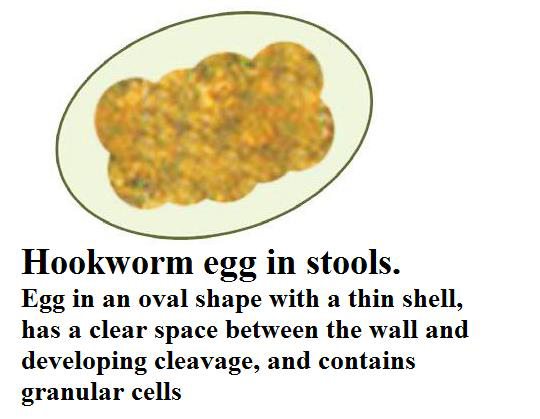 Hookworm egg in stools.
Egg in an oval shape with a thin shell,
has a clear space between the wall and
developing cleavage, and contains
granular cells